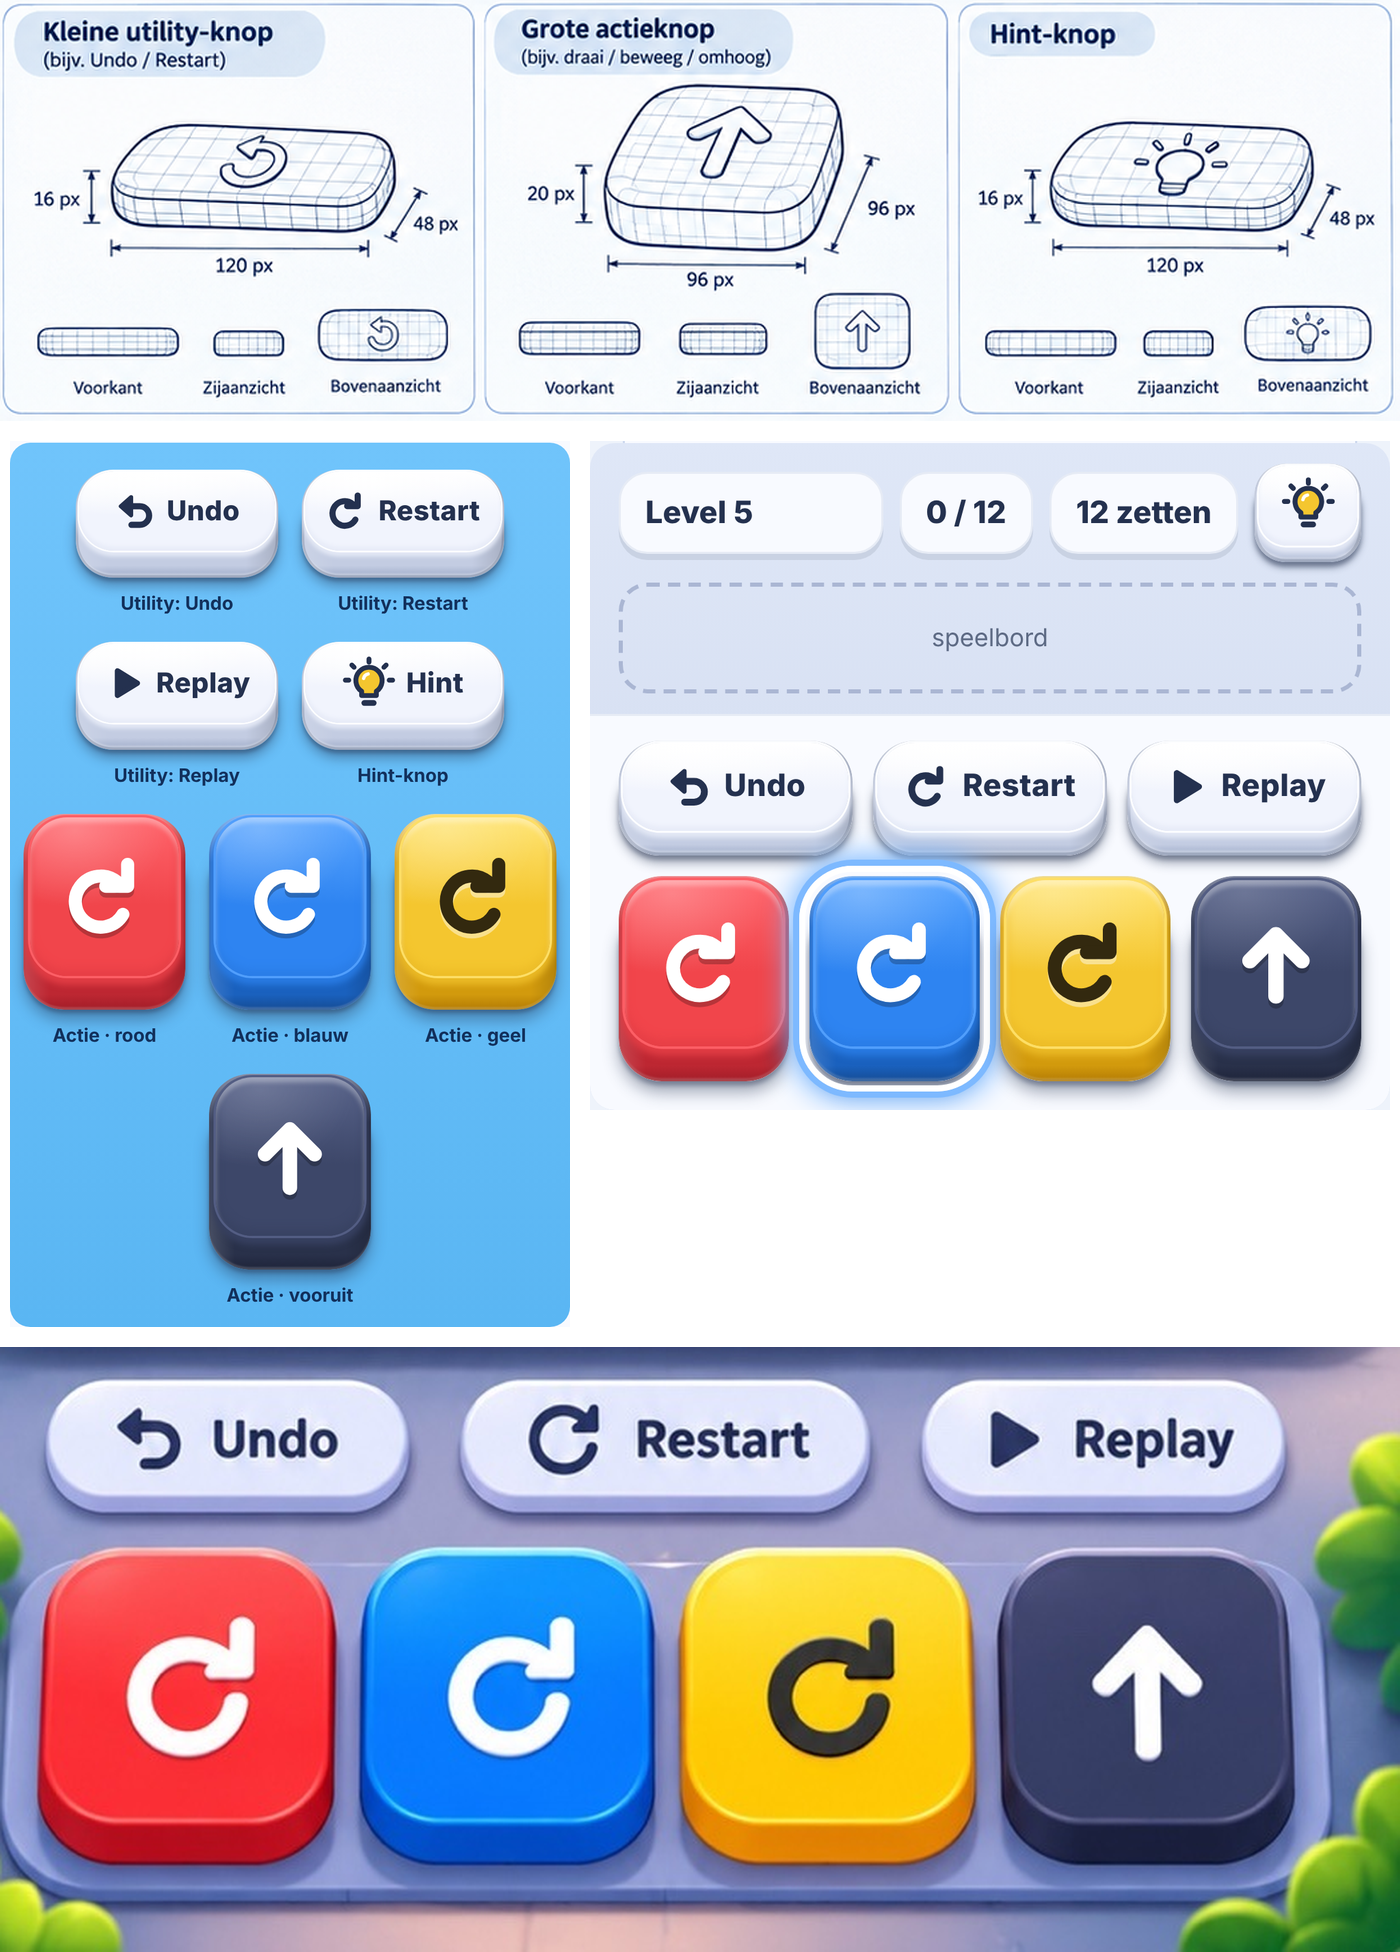 Kleine utility-knop
(bijv. Undo / Restart)
16 px
48 px
120 px
Voorkant
Zijaanzicht
Bovenaanzicht
Grote actieknop
(bijv. draai / beweeg / omhoog)
20 px
96 px
96 px
Voorkant
Zijaanzicht
Bovenaanzicht
Hint-knop
16 px
48 px
120 px
Voorkant
Zijaanzicht
Bovenaanzicht
Undo
Restart
Utility: Undo
Utility: Restart
Replay
Hint
Utility: Replay
Hint-knop
Actie · rood
Actie · blauw
Actie · geel
Actie · vooruit
Level 5
0 / 12
12 zetten
speelbord
Undo
Restart
Replay
Undo
Restart
Replay